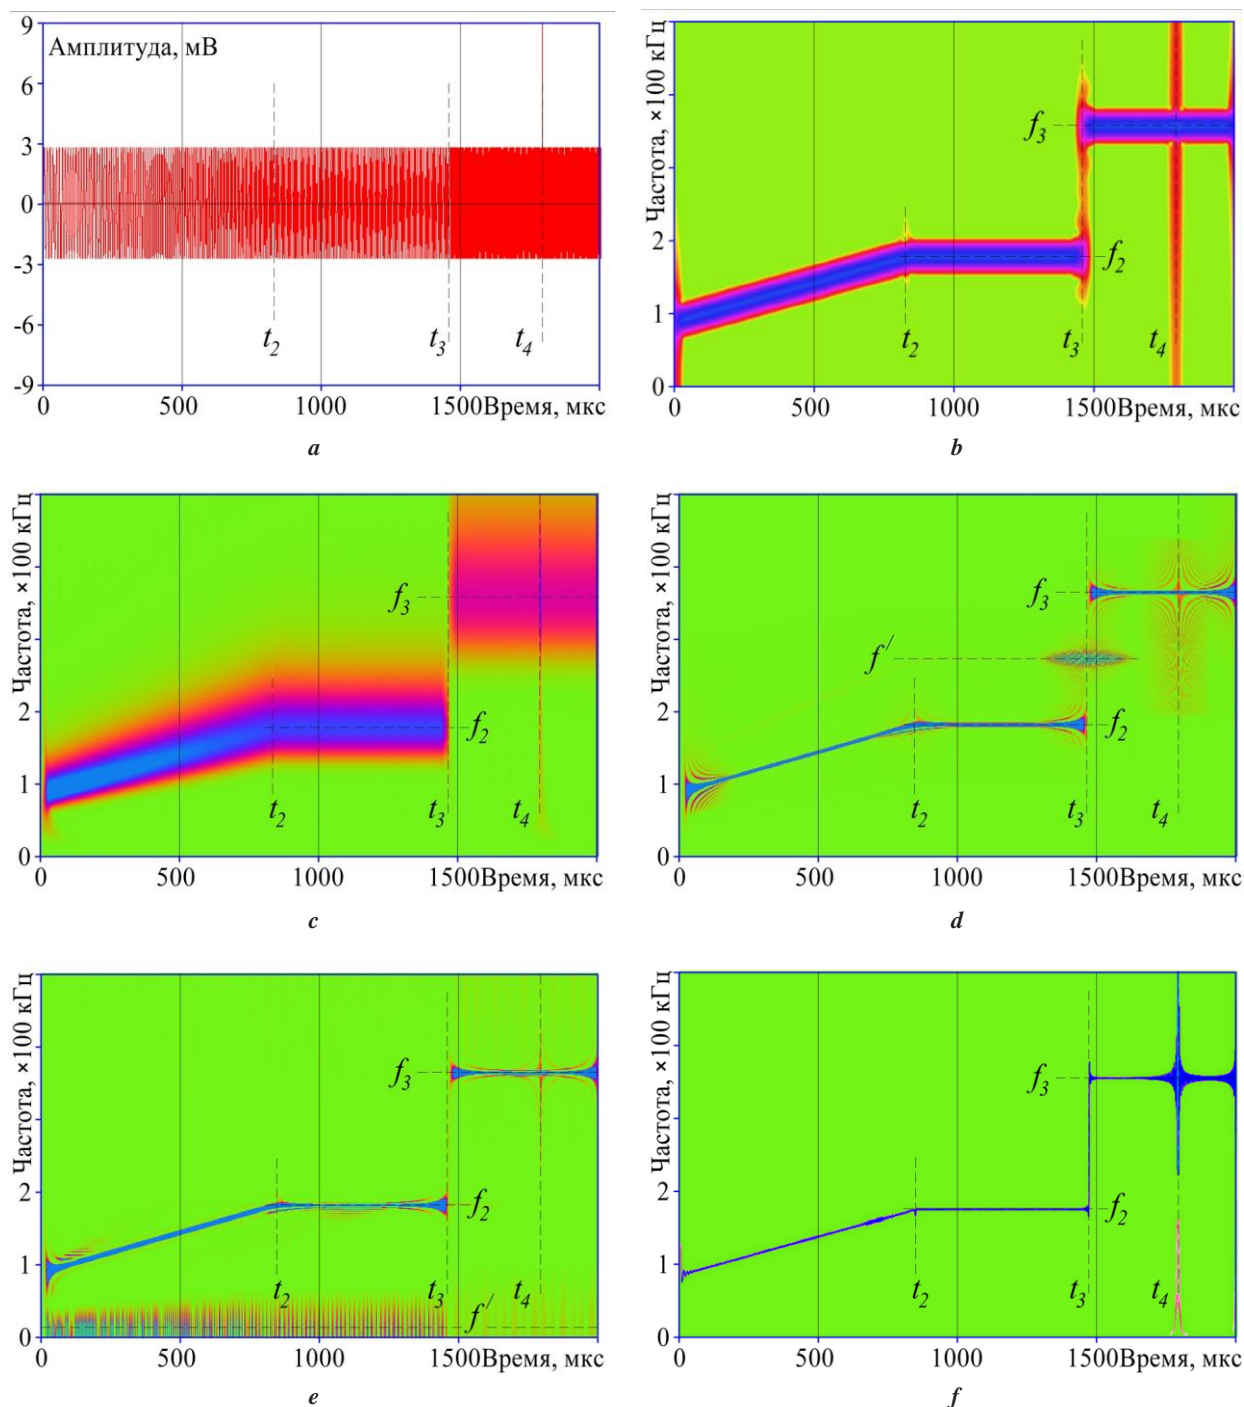 9
Амплитуда, мВ
6
3
0
-3
-6
-9
t2
t3
t4
0
500
1000
1500Время, мкс
a
Частота, ×100 кГц
2
1
0
f3
f2
t2
t3
t4
0
500
1000
1500Время, мкс
b
Частота, ×100 кГц
2
1
0
f3
f2
t2
t3
t4
0
500
1000
1500Время, мкс
c
Частота, ×100 кГц
2
1
0
f3
f/
f2
t2
t3
t4
0
500
1000
1500Время, мкс
d
Частота, ×100 кГц
2
1
0
f3
f2
t2
t3
t4
f/
0
500
1000
1500Время, мкс
e
Частота, ×100 кГц
2
1
0
f3
f2
t2
t3
t4
0
500
1000
1500Время, мкс
f